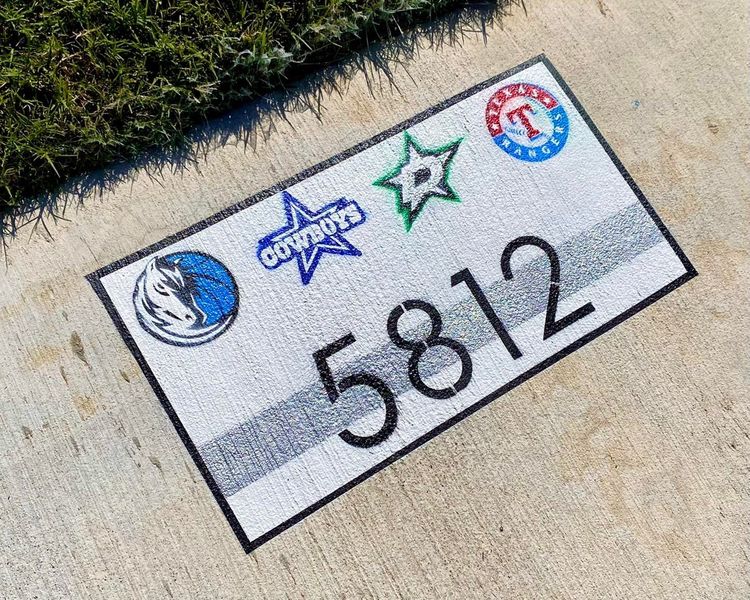 COWBOYS
D
TEXAS
T
RANGERS
5812